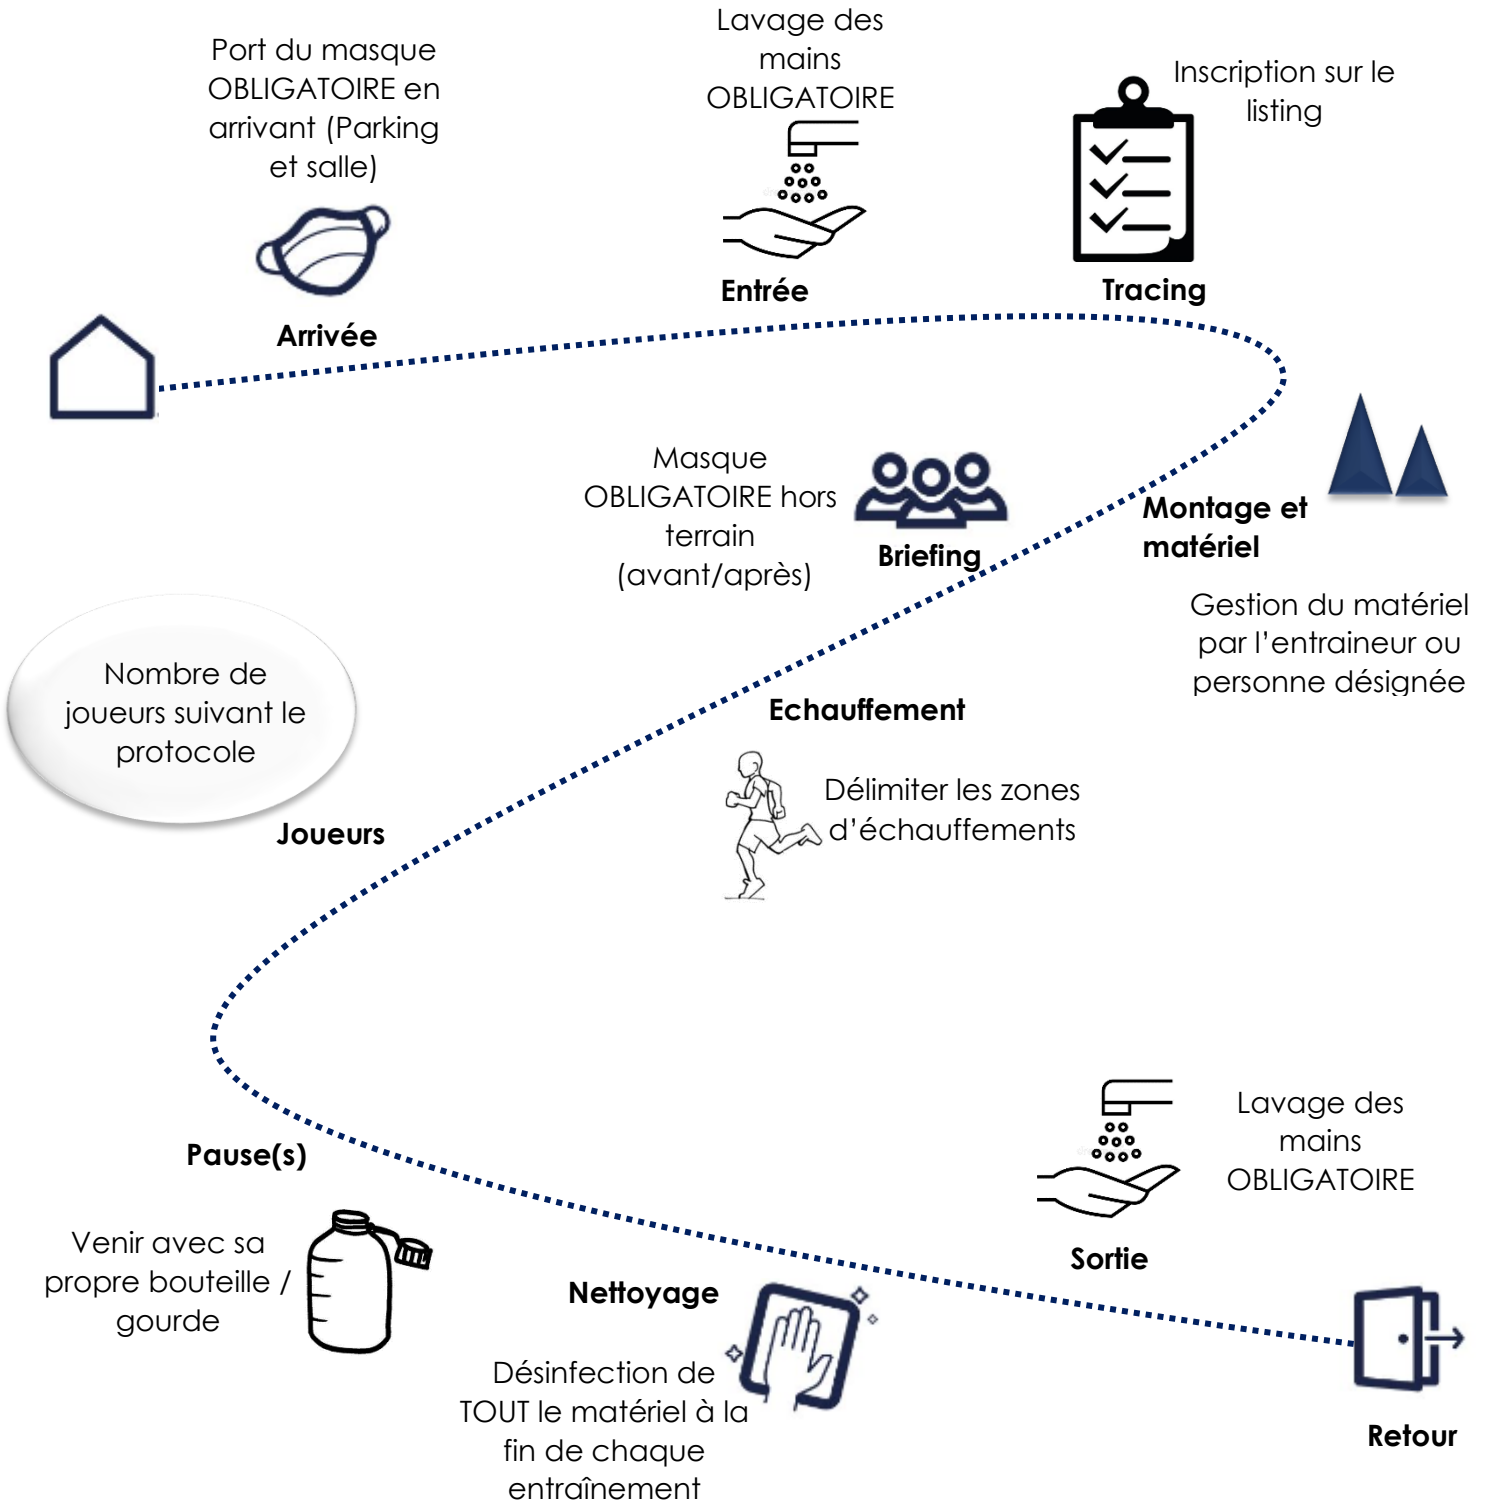 Port du masque
OBLIGATOIRE en
arrivant (Parking
et salle)
Arrivée
Lavage des
mains
OBLIGATOIRE
Entrée
Inscription sur le
listing
Tracing
Montage et
matériel
Gestion du matériel
par l'entraineur ou
personne désignée
Masque
OBLIGATOIRE hors
terrain
(avant/après)
Briefing
Echauffement
Délimiter les zones
d'échauffements
Nombre de
joueurs suivant le
protocole
Joueurs
Pause(s)
Venir avec sa
propre bouteille /
gourde
Nettoyage
Désinfection de
TOUT le matériel à la
fin de chaque
entraînement
Lavage des
mains
OBLIGATOIRE
Sortie
Retour